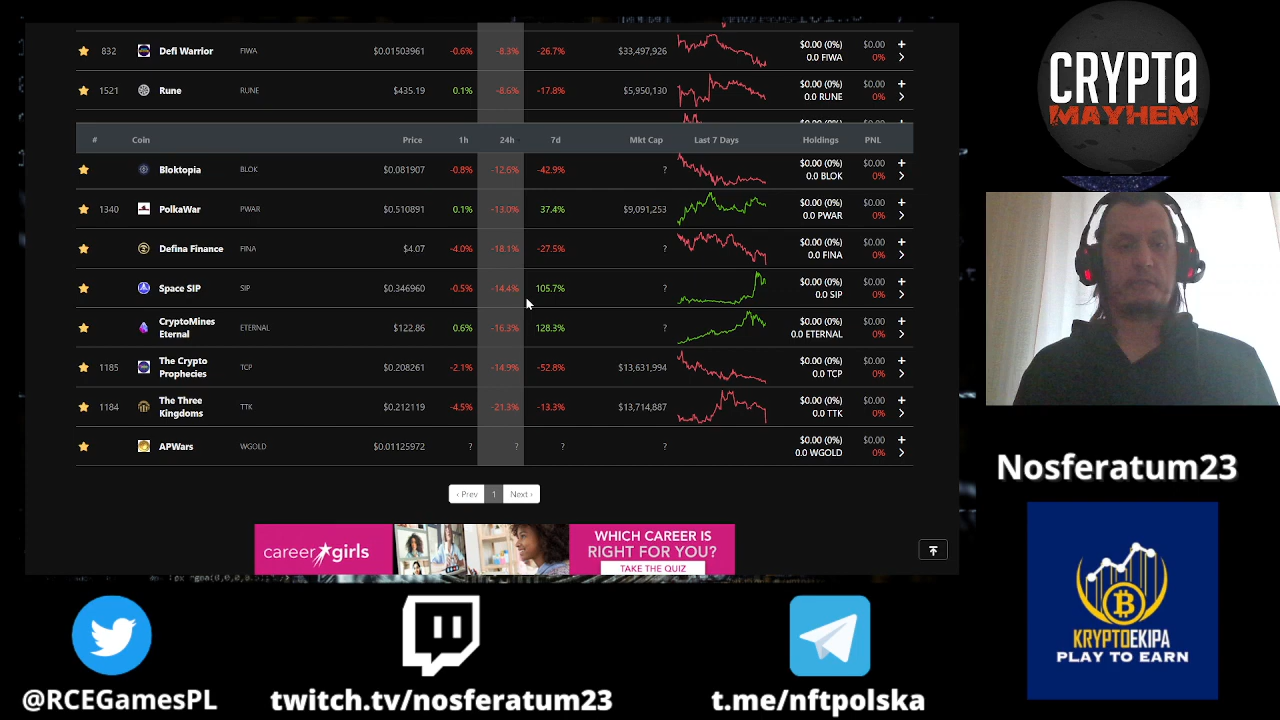 832 Defi Warrior FIWA $0.01503961 -0.6% -8.3% -26.7% $33,497,926 $0.00 (0%) $0.00 +
0.0 FIWA 0% >
1521 Rune RUNE $435.19 0.1% -8.6% -17.8% $5,950,130 $0.00 (0%) $0.00 +
0.0 RUNE 0% >
# Coin Price 1h 24h 7d Mkt Cap Last 7 Days Holdings PNL
Bloktopia BLOK $0.081907 -0.8% -12.6% -42.9% ? $0.00 (0%) $0.00 +
0.0 BLOK 0% >
1340 PolkaWar PWAR $0.510891 0.1% -13.0% 37.4% $9,091,253 $0.00 (0%) $0.00 +
0.0 PWAR 0% >
Defina Finance FINA $4.07 -4.0% -18.1% -27.5% ? $0.00 (0%) $0.00 +
0.0 FINA 0% >
Space SIP SIP $0.346960 -0.5% -14.4% 105.7% ? $0.00 (0%) $0.00 +
0.0 SIP 0% >
CryptoMines
Eternal ETERNAL $122.86 0.6% -16.3% 128.3% ? $0.00 (0%) $0.00 +
0.0 ETERNAL 0% >
The Crypto
Prophecies 1185 TCP $0.208261 -2.1% -14.9% -52.8% $13,631,994 $0.00 (0%) $0.00 +
0.0 TCP 0% >
The Three
Kingdoms 1184 TTK $0.212119 -4.5% -21.3% -13.3% $13,714,887 $0.00 (0%) $0.00 +
0.0 TTK 0% >
APWars WGOLD $0.01125972 ? ? ? ? $0.00 (0%) $0.00 +
0.0 WGOLD 0% >
‹ Prev 1 Next ›
career girls
WHICH CAREER IS
RIGHT FOR YOU?
TAKE THE QUIZ
CRYPTO
MAYHEM
Nosferatum23
KRYPTOEKIPA
PLAY TO EARN
@RCEGamesPL
twitch.tv/nosferatum23
t.me/nftpolska